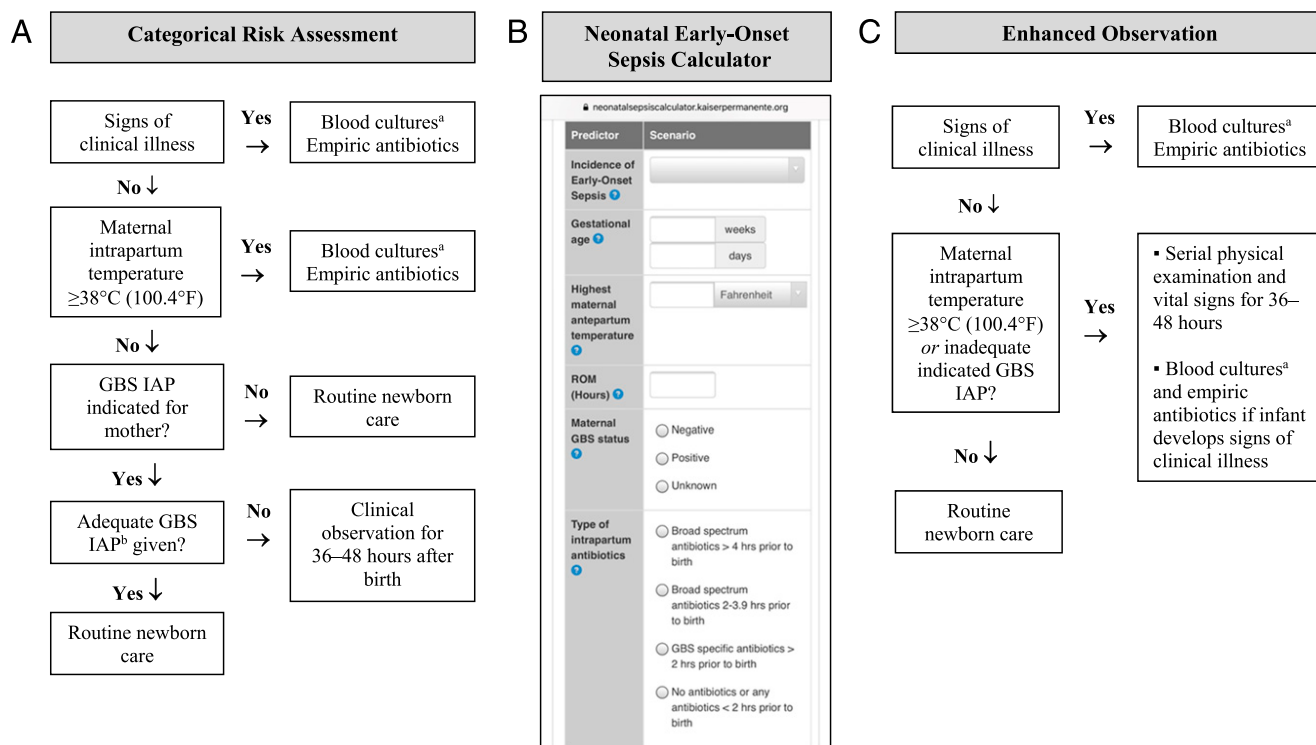 A
Categorical Risk Assessment
Signs of
clinical illness
Yes
→
Blood culturesᵃ
Empiric antibiotics
No ↓
Maternal
intrapartum
temperature
≥38°C (100.4°F)
Yes
→
Blood culturesᵃ
Empiric antibiotics
No ↓
GBS IAP
indicated for
mother?
No
→
Routine newborn
care
Yes ↓
Adequate GBS
IAPᵇ given?
No
→
Clinical
observation for
36–48 hours after
birth
Yes ↓
Routine newborn
care
B
Neonatal Early-Onset
Sepsis Calculator
neonatalsepsiscalculator.kaiserpermanente.org
Predictor Scenario
Incidence of
Early-Onset
Sepsis ?
Gestational
age ?
weeks
days
Highest
maternal
antepartum
temperature
?
Fahrenheit
ROM
(Hours) ?
Maternal
GBS status
?
Negative
Positive
Unknown
Type of
intrapartum
antibiotics
?
Broad spectrum
antibiotics > 4 hrs prior to
birth
Broad spectrum
antibiotics 2-3.9 hrs prior
to birth
GBS specific antibiotics >
2 hrs prior to birth
No antibiotics or any
antibiotics < 2 hrs prior to
birth
C
Enhanced Observation
Signs of
clinical illness
Yes
→
Blood culturesᵃ
Empiric antibiotics
No ↓
Maternal
intrapartum
temperature
≥38°C (100.4°F)
or inadequate
indicated GBS
IAP?
Yes
→
▪ Serial physical
examination and
vital signs for 36–
48 hours
▪ Blood culturesᵃ
and empiric
antibiotics if infant
develops signs of
clinical illness
No ↓
Routine
newborn care